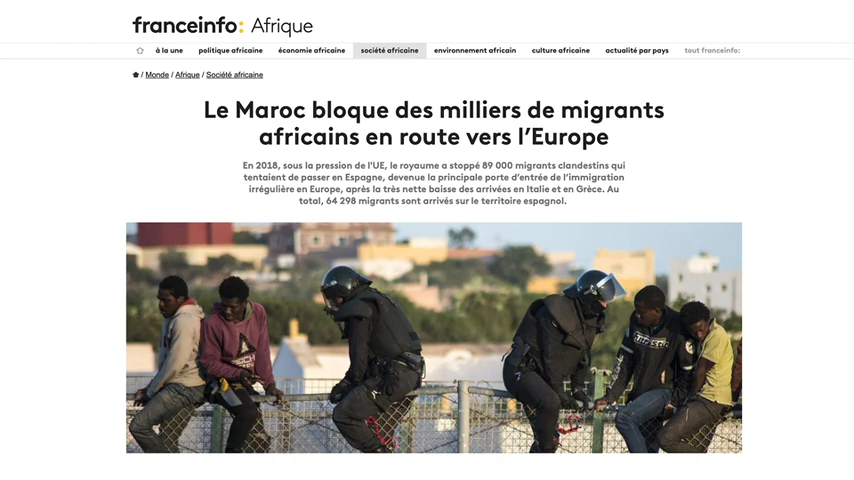 franceinfo: Afrique
à la une politique africaine économie africaine société africaine environnement africain culture africaine actualité par pays tout franceinfo:
/ Monde / Afrique / Société africaine
Le Maroc bloque des milliers de migrants
africains en route vers l'Europe
En 2018, sous la pression de l'UE, le royaume a stoppé 89 000 migrants clandestins qui
tentaient de passer en Espagne, devenue la principale porte d'entrée de l'immigration
irrégulière en Europe, après la très nette baisse des arrivées en Italie et en Grèce. Au
total, 64 298 migrants sont arrivés sur le territoire espagnol.